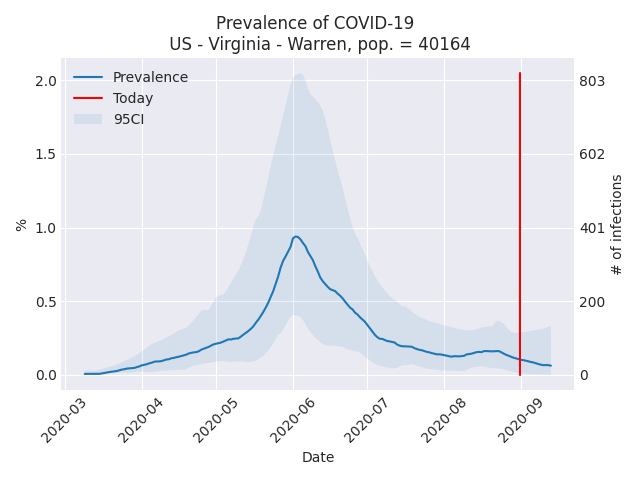 Prevalence of COVID-19
US - Virginia - Warren, pop. = 40164
Prevalence
Today
95CI
2.0
1.5
1.0
0.5
0.0
%
803
602
401
200
0
# of infections
2020-03
2020-04
2020-05
2020-06
2020-07
2020-08
2020-09
Date